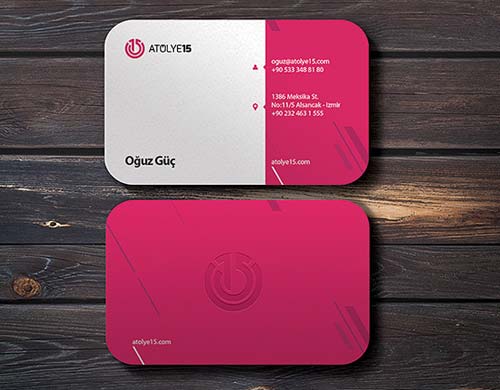 ATÖLYE15
oguz@atolye15.com
+90 533 348 81 80
1386 Meksika St.
No:11/5 Alsancak - Izmir
+90 232 463 1 555
Oğuz Güç
atolye15.com
15
atolye15.com